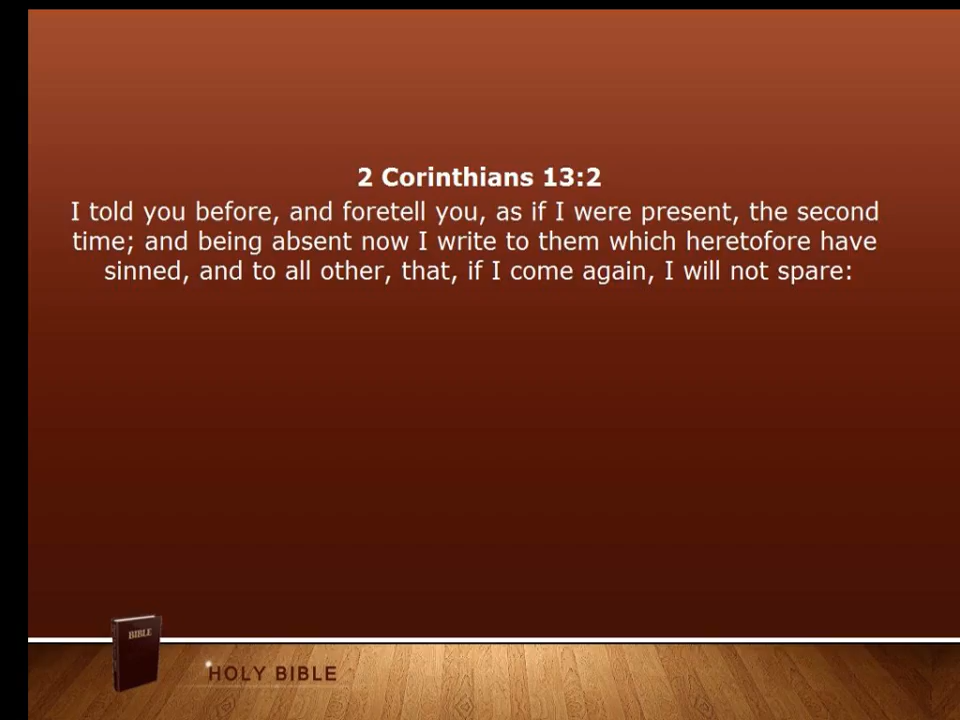 2 Corinthians 13:2
I told you before, and foretell you, as if I were present, the second
time; and being absent now I write to them which heretofore have
sinned, and to all other, that, if I come again, I will not spare:
BIBLE
HOLY BIBLE